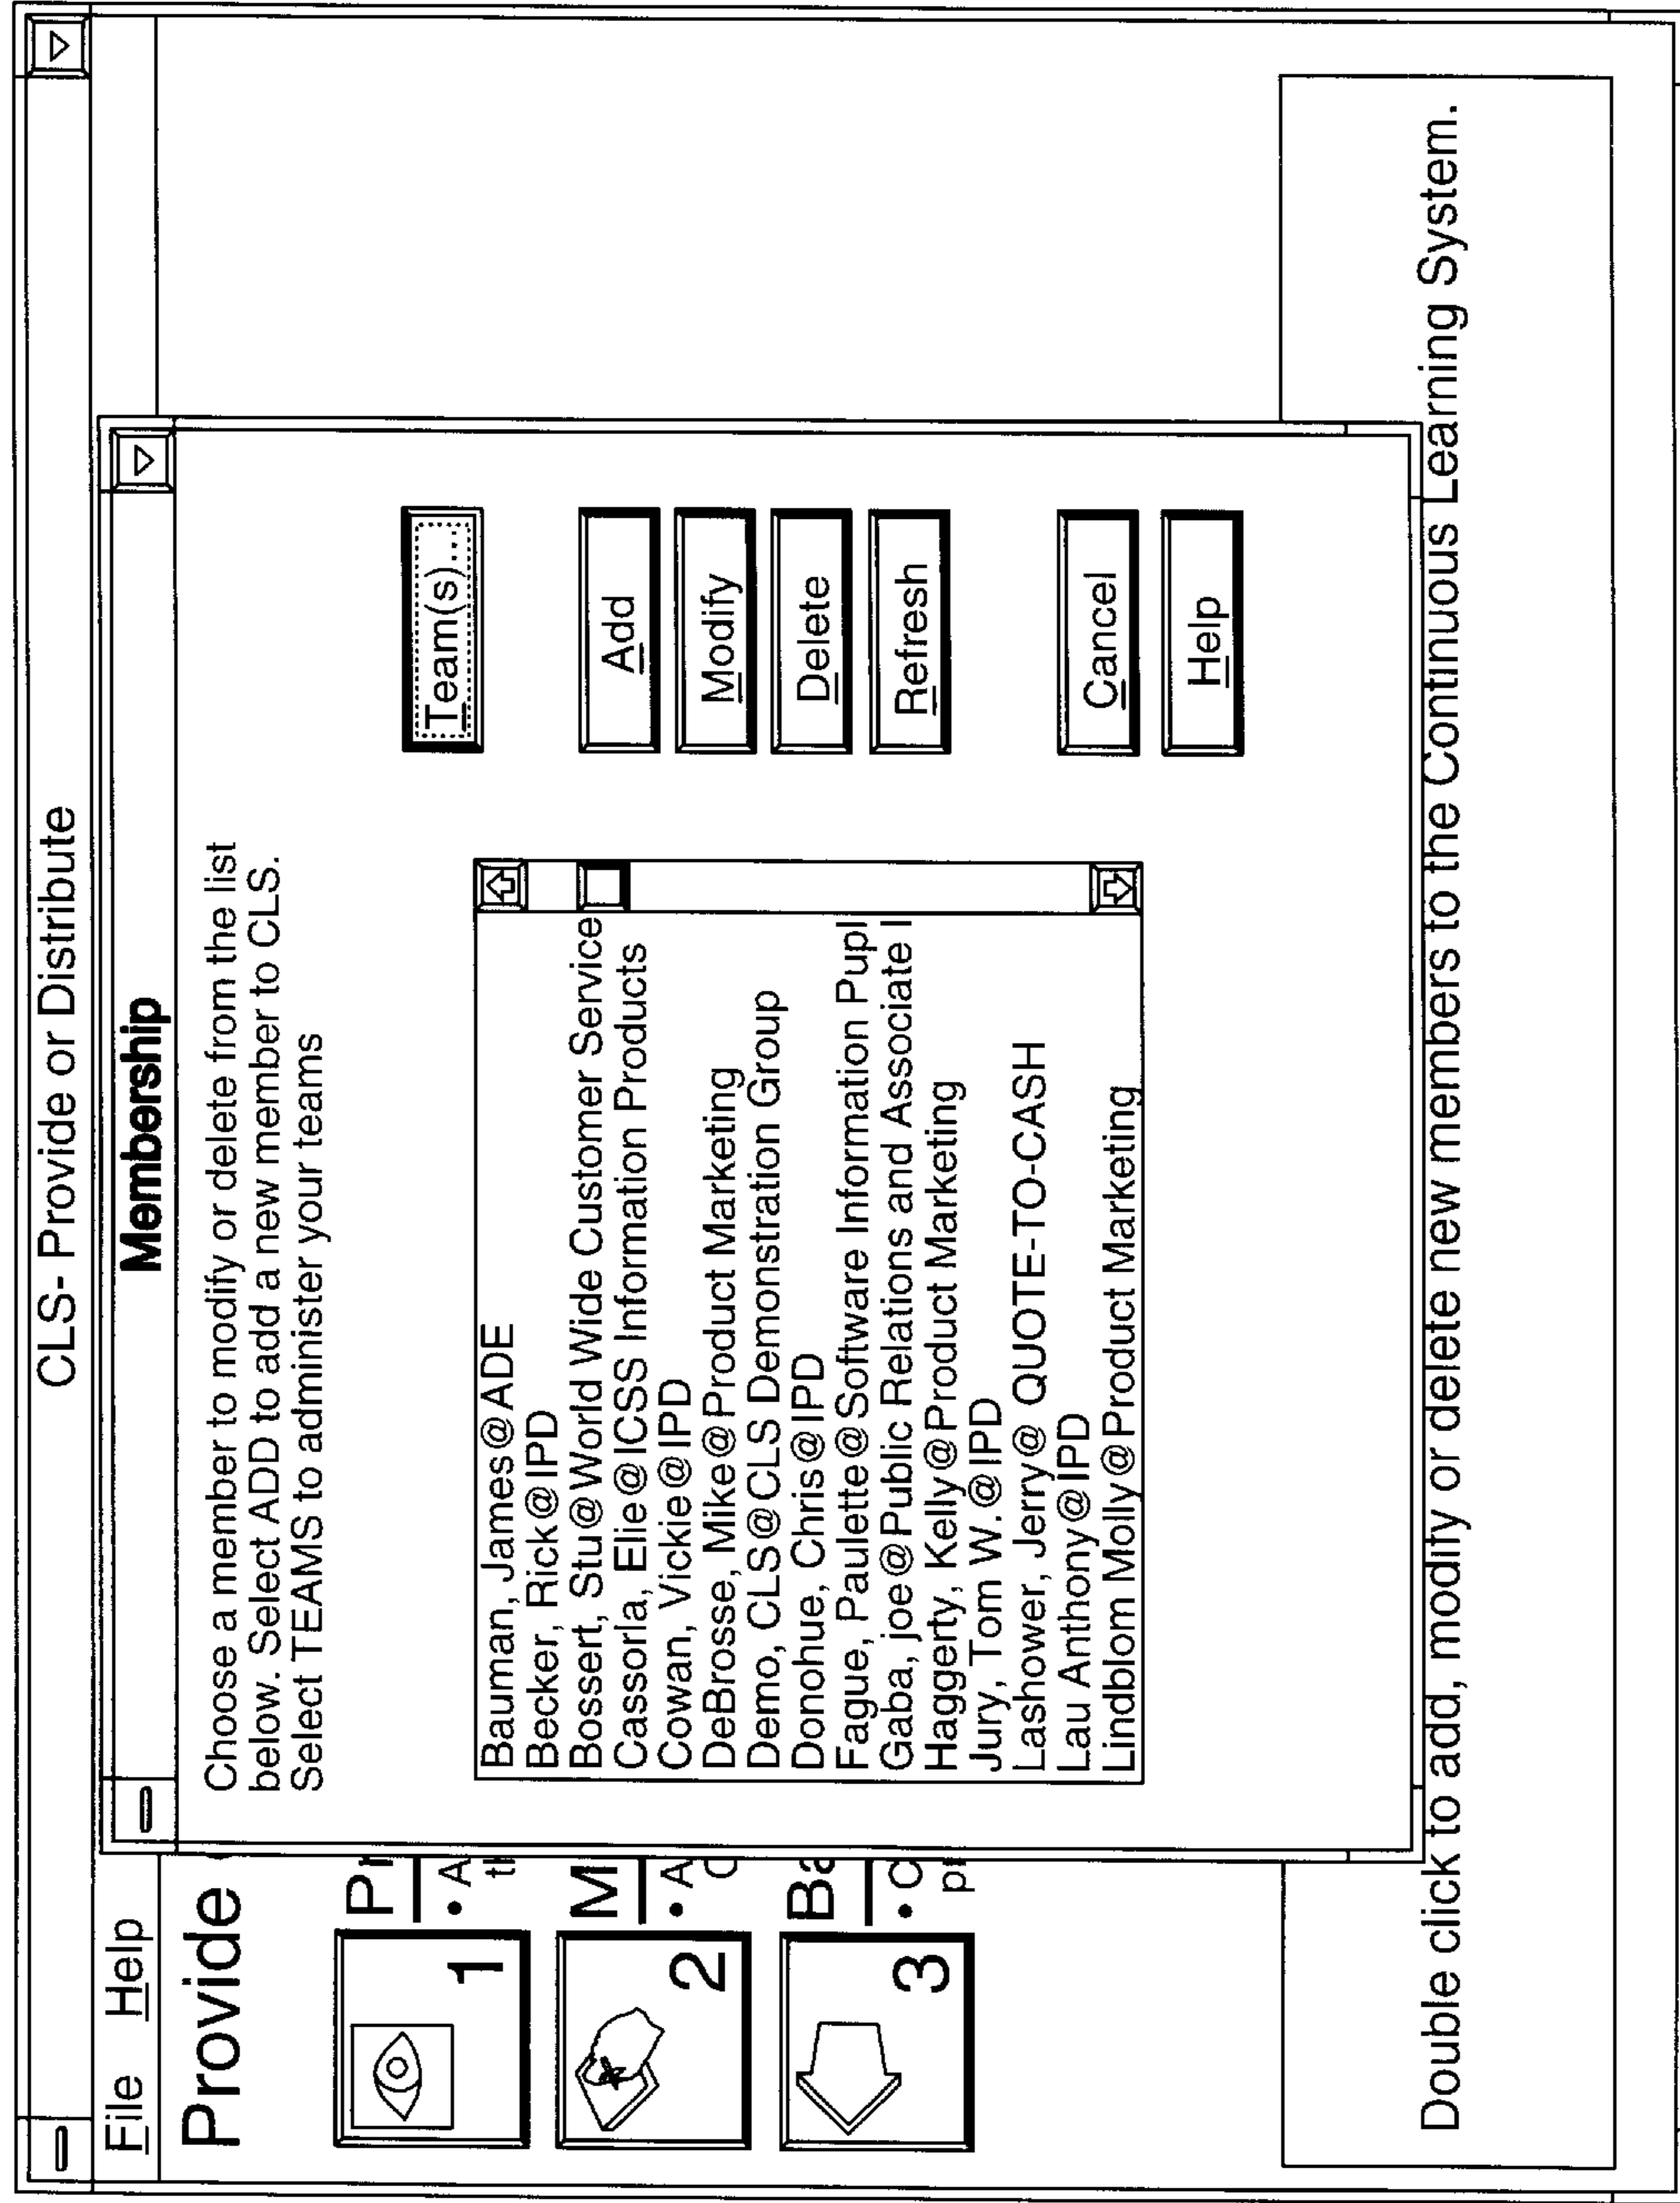 CLS- Provide or Distribute
File Help
Provide
Membership
Choose a member to modify or delete from the list
below. Select ADD to add a new member to CLS.
Select TEAMS to administer your teams
Team(s)...
Bauman, James@ADE
Becker, Rick@IPD
Bossert, Stu@World Wide Customer Service
Cassorla, Elie@ICSS Information Products
Cowan, Vickie@IPD
DeBrosse, Mike@Product Marketing
Demo, CLS@CLS Demonstration Group
Donohue, Chris@IPD
Fague, Paulette@Software Information Pupl
Gaba, joe@Public Relations and Associate I
Haggerty, Kelly@Product Marketing
Jury, Tom W.@IPD
Lashower, Jerry@ QUOTE-TO-CASH
Lau Anthony@IPD
Lindblom Molly@Product Marketing
Add
Modify
Delete
Refresh
Cancel
Help
1
Pr
• A
th
2
Mi
• A
3
Ba
• C
pr
Double click to add, modify or delete new members to the Continuous Learning System.